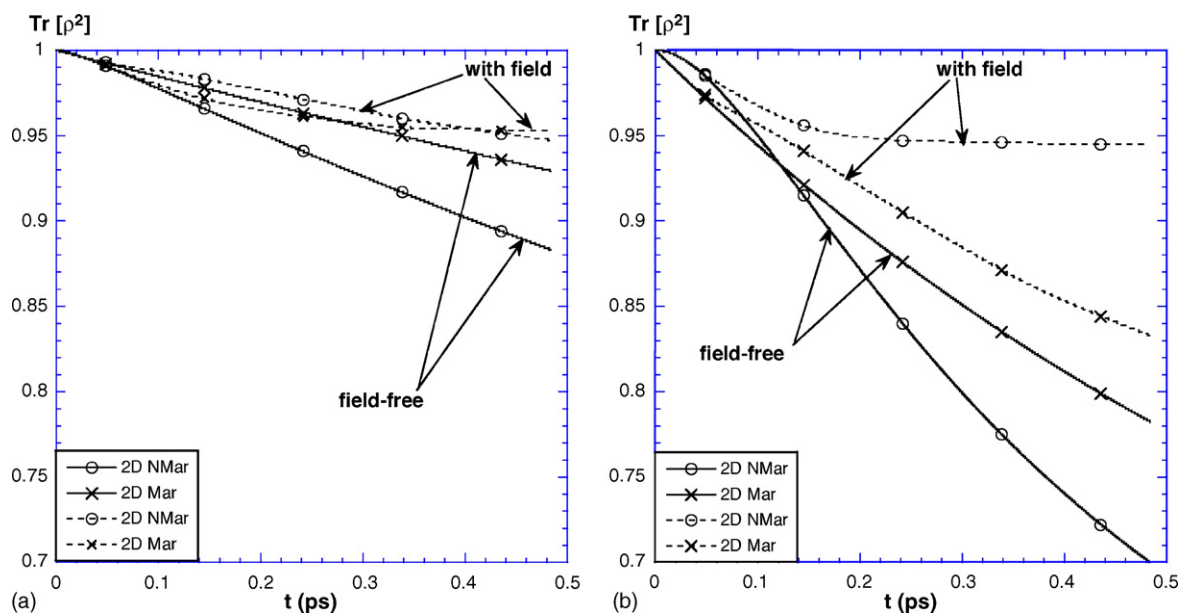 Tr [ρ²]
1
0.95
0.9
0.85
0.8
0.75
0.7
0
0.1
0.2
0.3
0.4
0.5
t (ps)
(a)
with field
field-free
2D NMar
2D Mar
2D NMar
2D Mar
Tr [ρ²]
1
0.95
0.9
0.85
0.8
0.75
0.7
0
0.1
0.2
0.3
0.4
0.5
t (ps)
(b)
with field
field-free
2D NMar
2D Mar
2D NMar
2D Mar